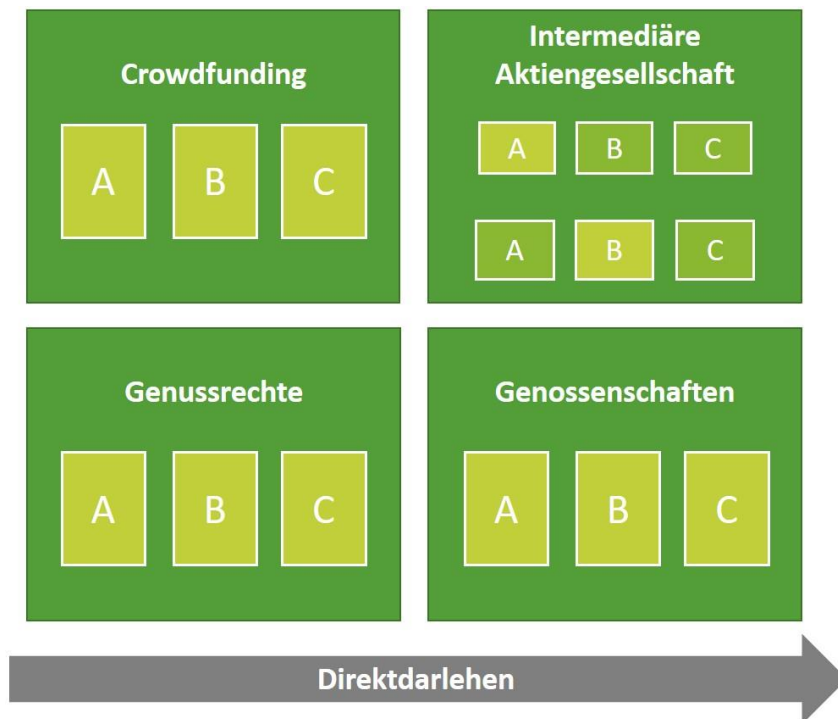 Crowdfunding
A B C
Intermediäre
Aktiengesellschaft
A B C
A B C
Genussrechte
A B C
Genossenschaften
A B C
Direktdarlehen